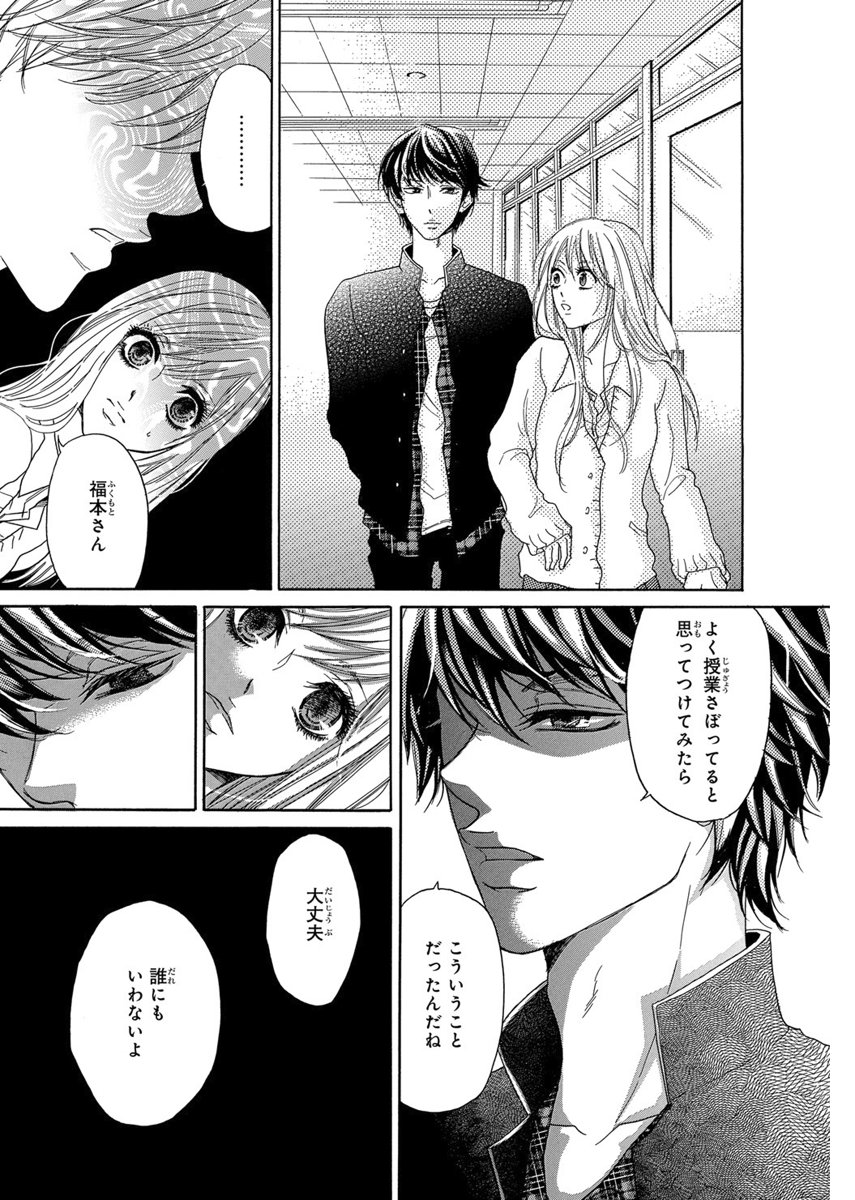 ………
福本さん
よく授業さぼってると
思ってつけてみたら
こういうこと
だったんだね
大丈夫
誰にも
いわないよ